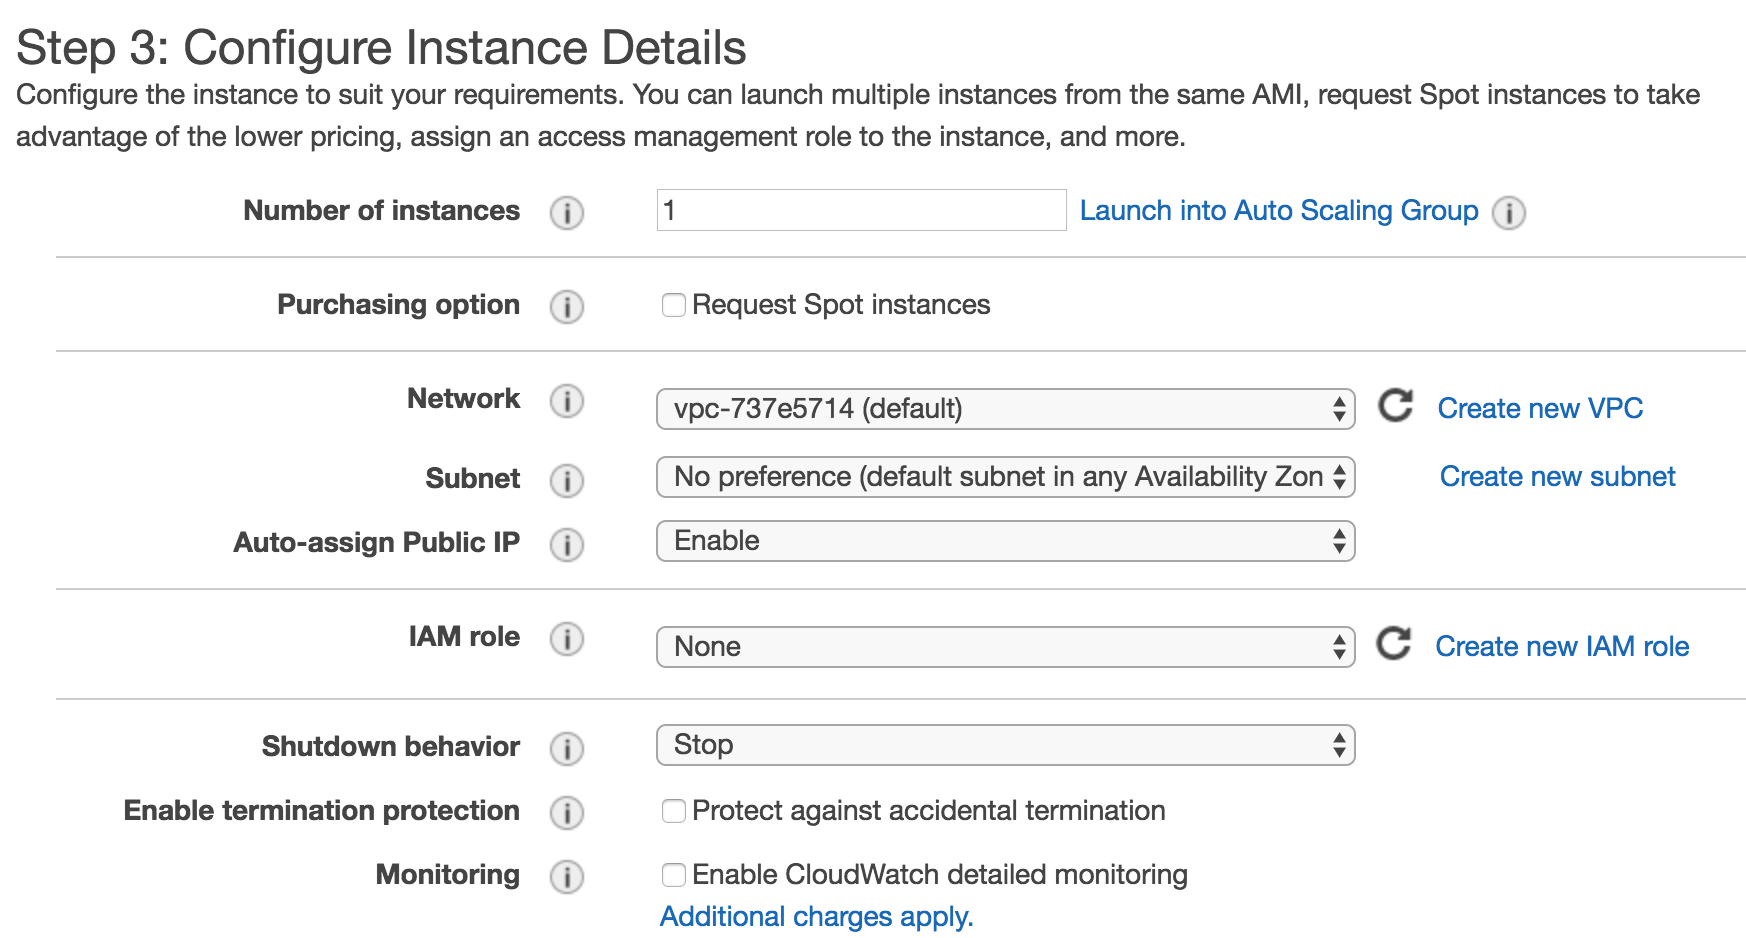 Step 3: Configure Instance Details
Configure the instance to suit your requirements. You can launch multiple instances from the same AMI, request Spot instances to take
advantage of the lower pricing, assign an access management role to the instance, and more.
Number of instances 1 Launch into Auto Scaling Group
Purchasing option Request Spot instances
Network vpc-737e5714 (default) Create new VPC
Subnet No preference (default subnet in any Availability Zon Create new subnet
Auto-assign Public IP Enable
IAM role None Create new IAM role
Shutdown behavior Stop
Enable termination protection Protect against accidental termination
Monitoring Enable CloudWatch detailed monitoring
Additional charges apply.